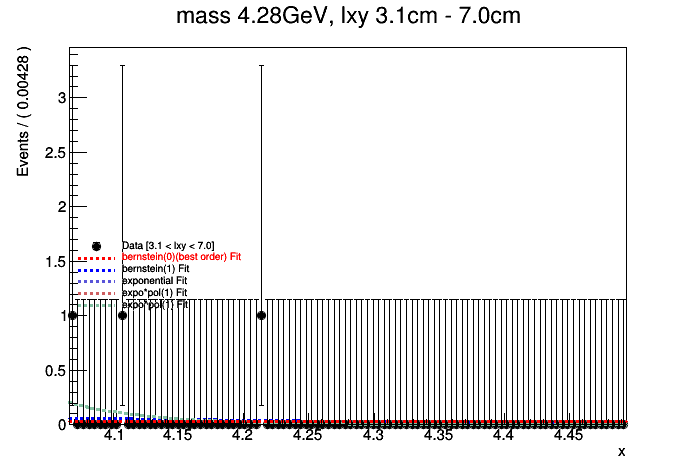 mass 4.28GeV, lxy 3.1cm - 7.0cm
Events / ( 0.00428 )
3
2.5
2
1.5
1
0.5
0
Data [3.1 < lxy < 7.0]
bernstein(0)(best order) Fit
bernstein(1) Fit
exponential Fit
expo*pol(1) Fit
expo*pol(1) Fit
4.1 4.15 4.2 4.25 4.3 4.35 4.4 4.45
x